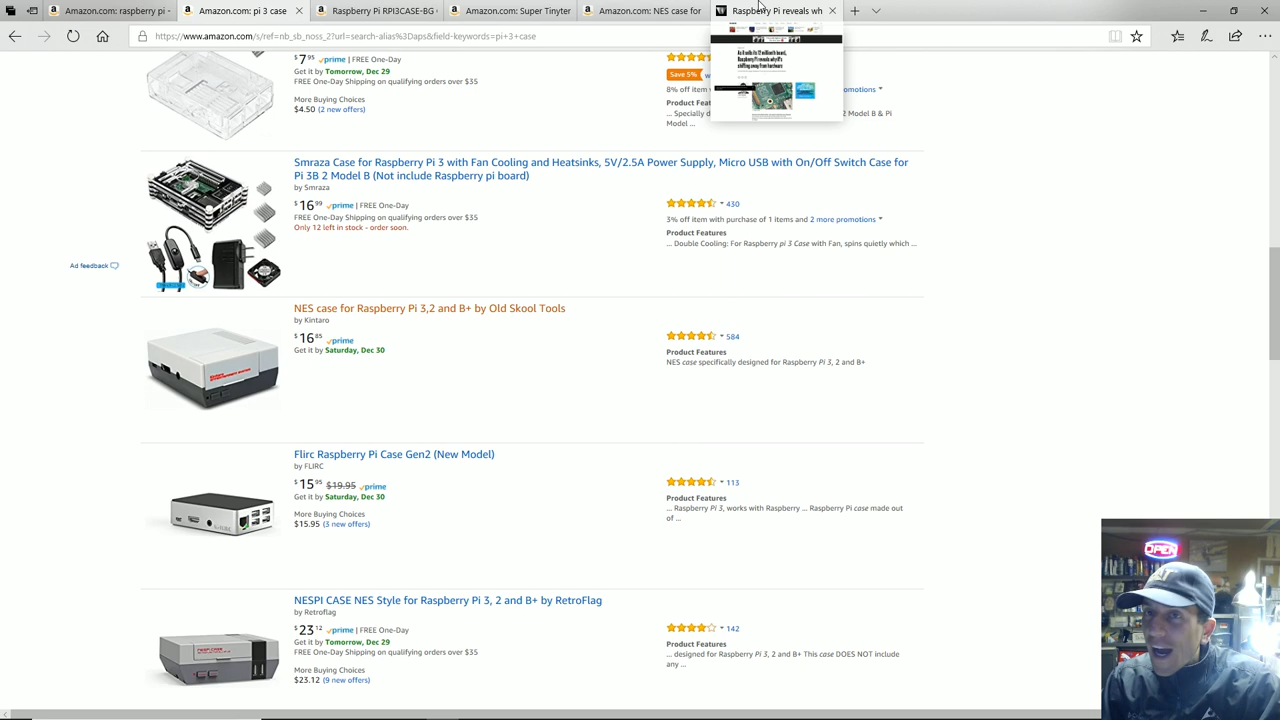 Amazon.com: raspberry pi
Amazon.com: pi 3 case
Amazon.com: Raspberry RPI3CASE-BG
Amazon.com: SunFounder Tiny
Amazon.com: NES case for
Raspberry Pi reveals wh
https://www.amazon.com/s/ref=nb_sb_noss_2?url=search-alias%3Daps&field-keywords=pi+3+case
$7 95 prime | FREE One-Day
Get it by Tomorrow, Dec 29
FREE One-Day Shipping on qualifying orders over $35
More Buying Choices
$4.50 (2 new offers)
Save 5%
8% off item
omotions
Product Fea
... Specially d
2 Model B & Pi
Model ...
Smraza Case for Raspberry Pi 3 with Fan Cooling and Heatsinks, 5V/2.5A Power Supply, Micro USB with On/Off Switch Case for
Pi 3B 2 Model B (Not include Raspberry pi board)
by Smraza
$16 99 prime | FREE One-Day
FREE One-Day Shipping on qualifying orders over $35
Only 12 left in stock - order soon.
430
3% off item with purchase of 1 items and 2 more promotions
Product Features
... Double Cooling: For Raspberry pi 3 Case with Fan, spins quietly which ...
Ad feedback
NES case for Raspberry Pi 3,2 and B+ by Old Skool Tools
by Kintaro
$16 85 prime
Get it by Saturday, Dec 30
584
Product Features
NES case specifically designed for Raspberry Pi 3, 2 and B+
Flirc Raspberry Pi Case Gen2 (New Model)
by FLIRC
$15 95 $19.95 prime
Get it by Saturday, Dec 30
More Buying Choices
$15.95 (3 new offers)
113
Product Features
... Raspberry Pi 3, works with Raspberry ... Raspberry Pi case made out
of ...
NESPI CASE NES Style for Raspberry Pi 3, 2 and B+ by RetroFlag
by Retroflag
$23 12 prime | FREE One-Day
Get it by Tomorrow, Dec 29
FREE One-Day Shipping on qualifying orders over $35
More Buying Choices
$23.12 (9 new offers)
142
Product Features
... designed for Raspberry Pi 3, 2 and B+ This case DOES NOT include
any ...
OPEN